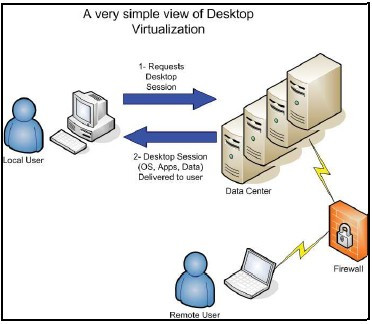 A very simple view of Desktop
Virtualization
1- Requests
Desktop
Session
2- Desktop Session
(OS, Apps, Data)
Delivered to user
Local User
Data Center
Firewall
Remote User